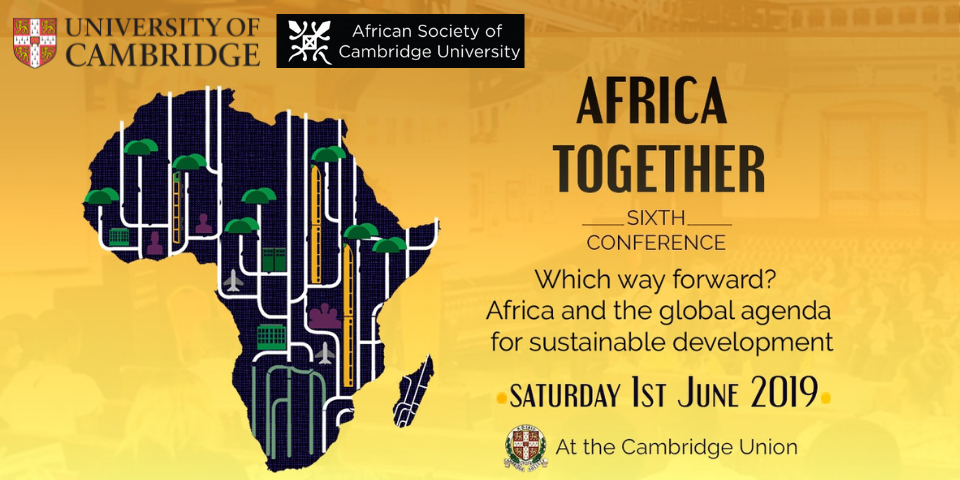 UNIVERSITY OF
CAMBRIDGE
African Society of
Cambridge University
AFRICA
TOGETHER
SIXTH
CONFERENCE
Which way forward?
Africa and the global agenda
for sustainable development
SATURDAY 1ST JUNE 2019
At the Cambridge Union